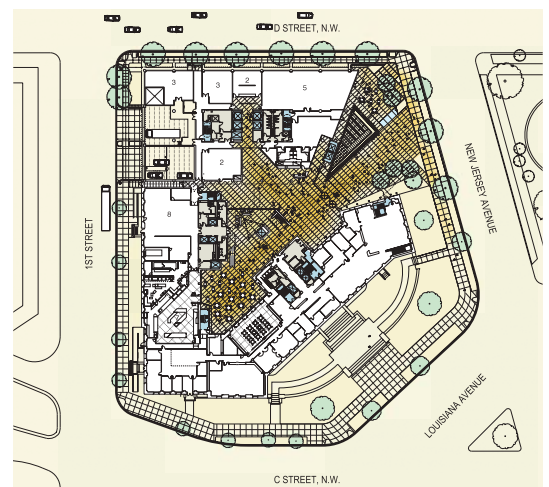 D STREET, N.W.
3
3
2
5
2
8
1ST STREET
NEW JERSEY AVENUE
LOUISIANA AVENUE
C STREET, N.W.